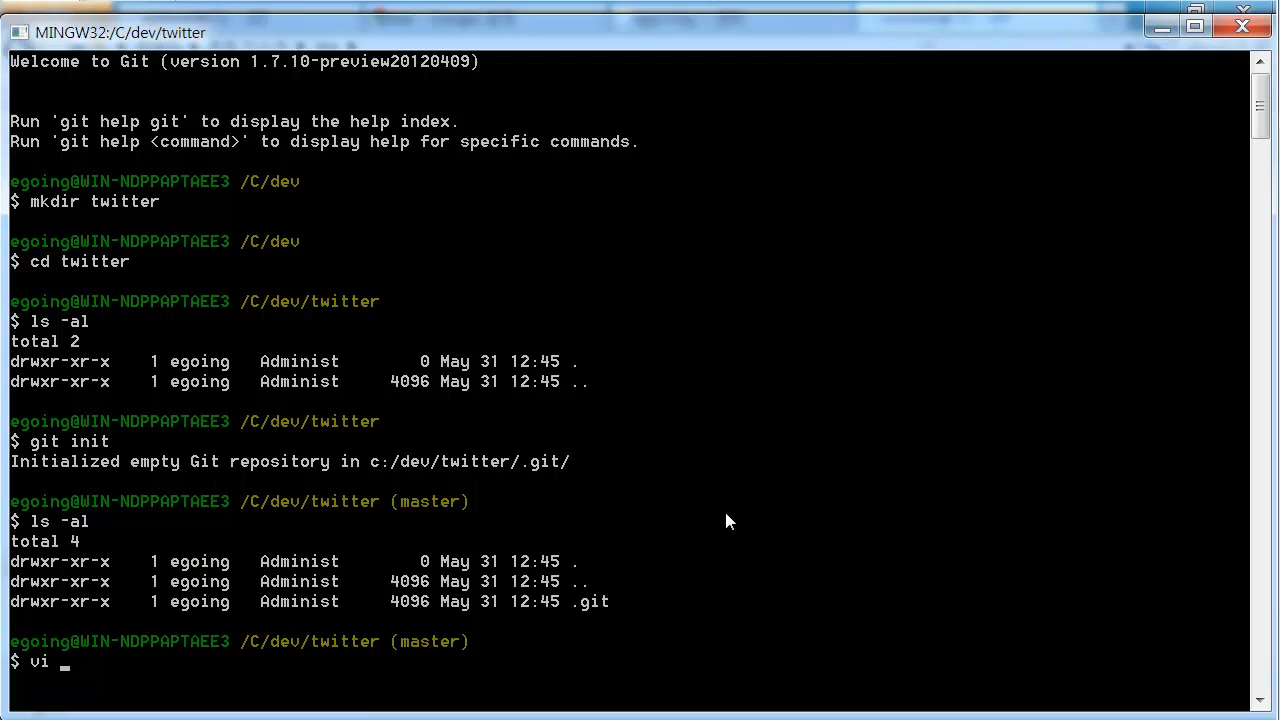 MINGW32:/C/dev/twitter
Welcome to Git (version 1.7.10-preview20120409)
Run 'git help git' to display the help index.
Run 'git help <command>' to display help for specific commands.
egoing@WIN-NDPPAPTAEE3 /C/dev
$ mkdir twitter
egoing@WIN-NDPPAPTAEE3 /C/dev
$ cd twitter
egoing@WIN-NDPPAPTAEE3 /C/dev/twitter
$ ls -al
total 2
drwxr-xr-x    1 egoing   Administ        0 May 31 12:45 .
drwxr-xr-x    1 egoing   Administ     4096 May 31 12:45 ..
egoing@WIN-NDPPAPTAEE3 /C/dev/twitter
$ git init
Initialized empty Git repository in c:/dev/twitter/.git/
egoing@WIN-NDPPAPTAEE3 /C/dev/twitter (master)
$ ls -al
total 4
drwxr-xr-x    1 egoing   Administ        0 May 31 12:45 .
drwxr-xr-x    1 egoing   Administ     4096 May 31 12:45 ..
drwxr-xr-x    1 egoing   Administ     4096 May 31 12:45 .git
egoing@WIN-NDPPAPTAEE3 /C/dev/twitter (master)
$ vi _